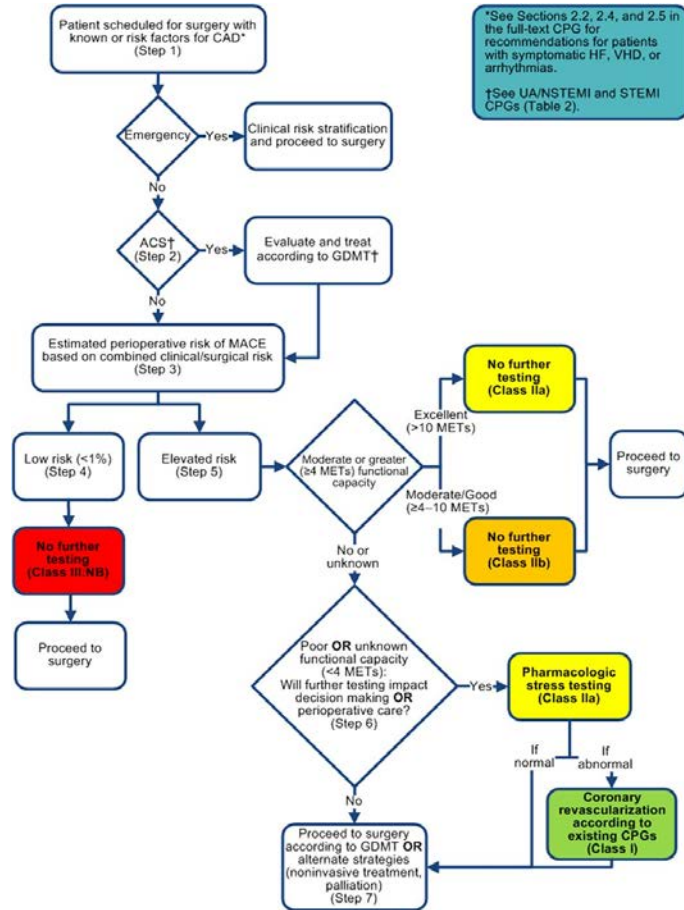 Patient scheduled for surgery with
known or risk factors for CAD*
(Step 1)
*See Sections 2.2, 2.4, and 2.5 in
the full-text CPG for
recommendations for patients
with symptomatic HF, VHD, or
arrhythmias.
†See UA/NSTEMI and STEMI
CPGs (Table 2).
Emergency
Yes
Clinical risk stratification
and proceed to surgery
No
ACS†
(Step 2)
Yes
Evaluate and treat
according to GDMT†
No
Estimated perioperative risk of MACE
based on combined clinical/surgical risk
(Step 3)
Low risk (<1%)
(Step 4)
Elevated risk
(Step 5)
Moderate or greater
(≥4 METs) functional
capacity
Excellent
(>10 METs)
No further
testing
(Class IIa)
Moderate/Good
(≥4–10 METs)
No further
testing
(Class IIb)
Proceed to
surgery
No further
testing
(Class III:NB)
Proceed to
surgery
No or
unknown
Poor OR unknown
functional capacity
(<4 METs):
Will further testing impact
decision making OR
perioperative care?
(Step 6)
Yes
Pharmacologic
stress testing
(Class IIa)
If
normal
If
abnormal
Coronary
revascularization
according to
existing CPGs
(Class I)
No
Proceed to surgery
according to GDMT OR
alternate strategies
(noninvasive treatment,
palliation)
(Step 7)